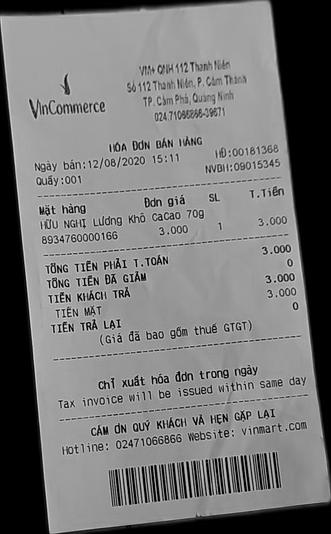 VinCommerce
VM+ QNH 112 Thanh Niên
Số 112 Thanh Niên, P. Cẩm Thành
TP. Cẩm Phả, Quảng Ninh
024.71066866-39671
HÓA ĐƠN BÁN HÀNG
Ngày bán:12/08/2020 15:11 HĐ:00181368
Quầy:001 NVBH:09015345
Mặt hàng Đơn giá SL T.Tiền
HỮU NGHỊ Lương Khô CaCao 70g
8934760000166 3.000 1 3.000
TỔNG TIỀN PHẢI T.TOÁN 3.000
TỔNG TIỀN ĐÃ GIẢM 0
TIỀN KHÁCH TRẢ 3.000
TIỀN MẶT 3.000
TIỀN TRẢ LẠI 0
(Giá đã bao gồm thuế GTGT)
Chỉ xuất hóa đơn trong ngày
Tax invoice will be issued within same day
CẢM ƠN QUÝ KHÁCH VÀ HẸN GẶP LẠI
Hotline: 02471066866 Website: vinmart.com